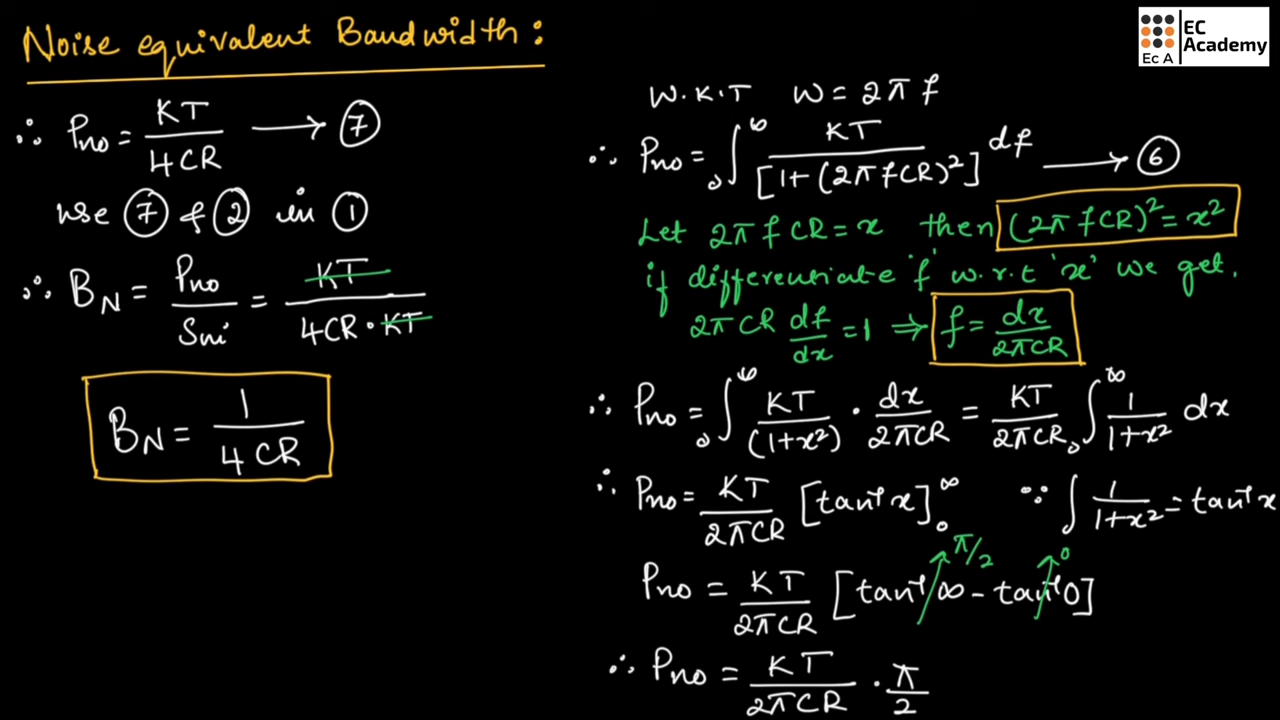 Noise equivalent Bandwidth:
∴ Pno = KT / 4CR → ⑦
use ⑦ & ② in ①
∴ BN = Pno / Sni = KT / 4CR · KT
BN = 1 / 4CR
EC Academy
Ec A
W.K.T ω = 2πf
∴ Pno = ∫₀^∞ KT / [1+(2πfCR)²] df → ⑥
Let 2πfCR = x then (2πfCR)² = x²
if differenuiate 'f' w.r.t 'x' we get.
2πCR df/dx = 1 ⇒ f = dx / 2πCR
∴ Pno = ∫₀^∞ KT / (1+x²) · dx / 2πCR = KT / 2πCR ∫₀^∞ 1 / 1+x² dx
∴ Pno = KT / 2πCR [tan⁻¹x]₀^∞ ∵ ∫ 1 / 1+x² = tan⁻¹x
π/2 0
Pno = KT / 2πCR [tan⁻¹∞ - tan⁻¹0]
∴ Pno = KT / 2πCR · π / 2